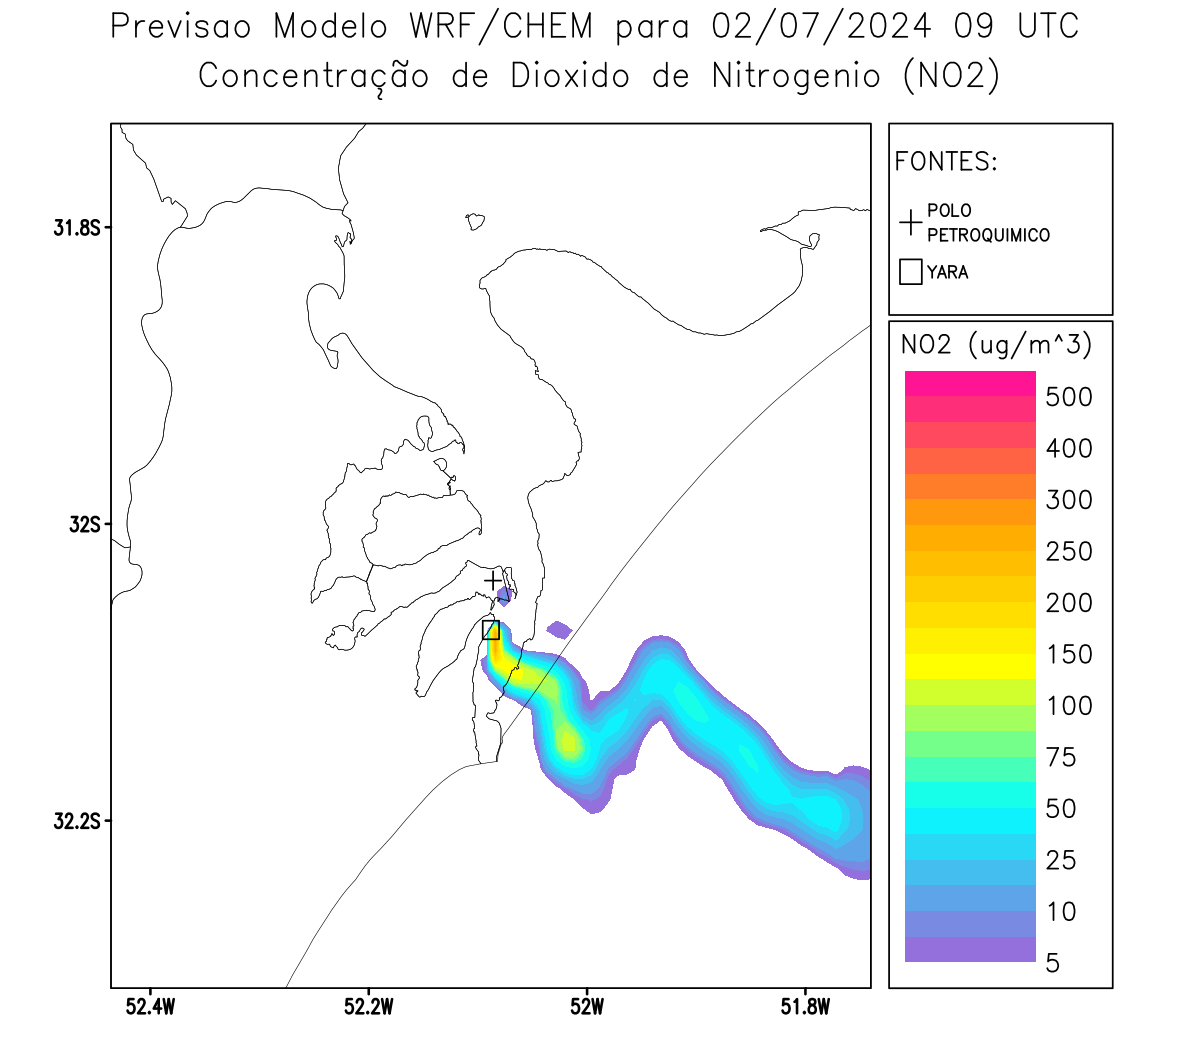 Previsao Modelo WRF/CHEM para 02/07/2024 09 UTC
Concentração de Dioxido de Nitrogenio (NO2)
FONTES:
POLO
PETROQUIMICO
YARA
NO2 (ug/m^3)
500
400
300
250
200
150
100
75
50
25
10
5
31.8S
32S
32.2S
52.4W
52.2W
52W
51.8W